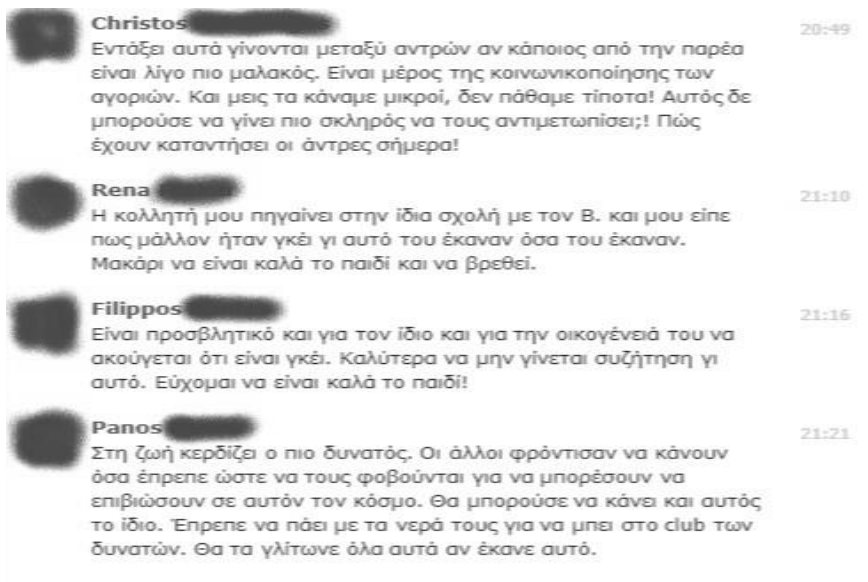 Christos
20:49
Εντάξει αυτά γίνονται μεταξύ αντρών αν κάποιος από την παρέα
είναι λίγο πιο μαλακός. Είναι μέρος της κοινωνικοποίησης των
αγοριών. Και μεις τα κάναμε μικροί, δεν πάθαμε τίποτα! Αυτός δε
μπορούσε να γίνει πιο σκληρός να τους αντιμετωπίσει;! Πώς
έχουν καταντήσει οι άντρες σήμερα!
Rena
21:10
Η κολλητή μου πηγαίνει στην ίδια σχολή με τον Β. και μου είπε
πως μάλλον ήταν γκέι γι αυτό του έκαναν όσα του έκαναν.
Μακάρι να είναι καλά το παιδί και να βρεθεί.
Filippos
21:16
Είναι προσβλητικό και για τον ίδιο και για την οικογένειά του να
ακούγεται ότι είναι γκέι. Καλύτερα να μην γίνεται συζήτηση γι
αυτό. Εύχομαι να είναι καλά το παιδί!
Panos
21:21
Στη ζωή κερδίζει ο πιο δυνατός. Οι άλλοι φρόντισαν να κάνουν
όσα έπρεπε ώστε να τους φοβούνται για να μπορέσουν να
επιβιώσουν σε αυτόν τον κόσμο. Θα μπορούσε να κάνει και αυτός
το ίδιο. Έπρεπε να πάει με τα νερά τους για να μπει στο club των
δυνατών. Θα τα γλίτωνε όλα αυτά αν έκανε αυτό.